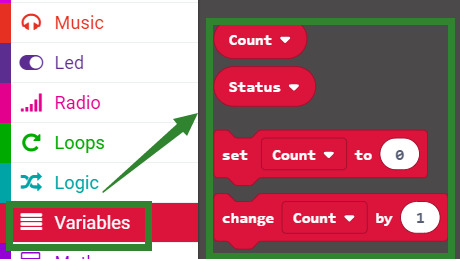 Music
Led
Radio
Loops
Logic
Variables
Count
Status
set Count to 0
change Count by 1